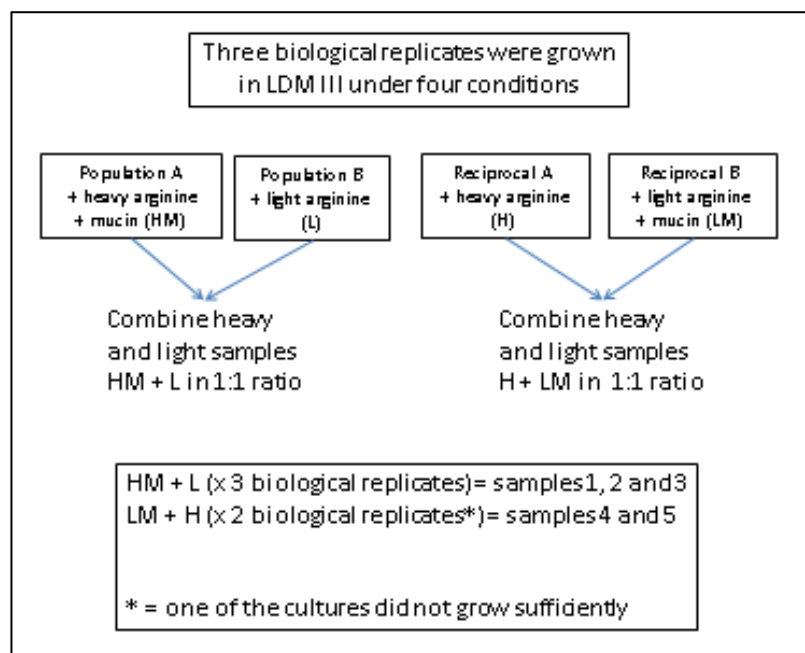 Three biological replicates were grown
in LDM III under four conditions
Population A
+ heavy arginine
+ mucin (HM)
Population B
+ light arginine
(L)
Reciprocal A
+ heavy arginine
(H)
Reciprocal B
+ light arginine
+ mucin (LM)
Combine heavy
and light samples
HM + L in 1:1 ratio
Combine heavy
and light samples
H + LM in 1:1 ratio
HM + L (x 3 biological replicates)= samples 1, 2 and 3
LM + H (x 2 biological replicates*)= samples 4 and 5
* = one of the cultures did not grow sufficiently